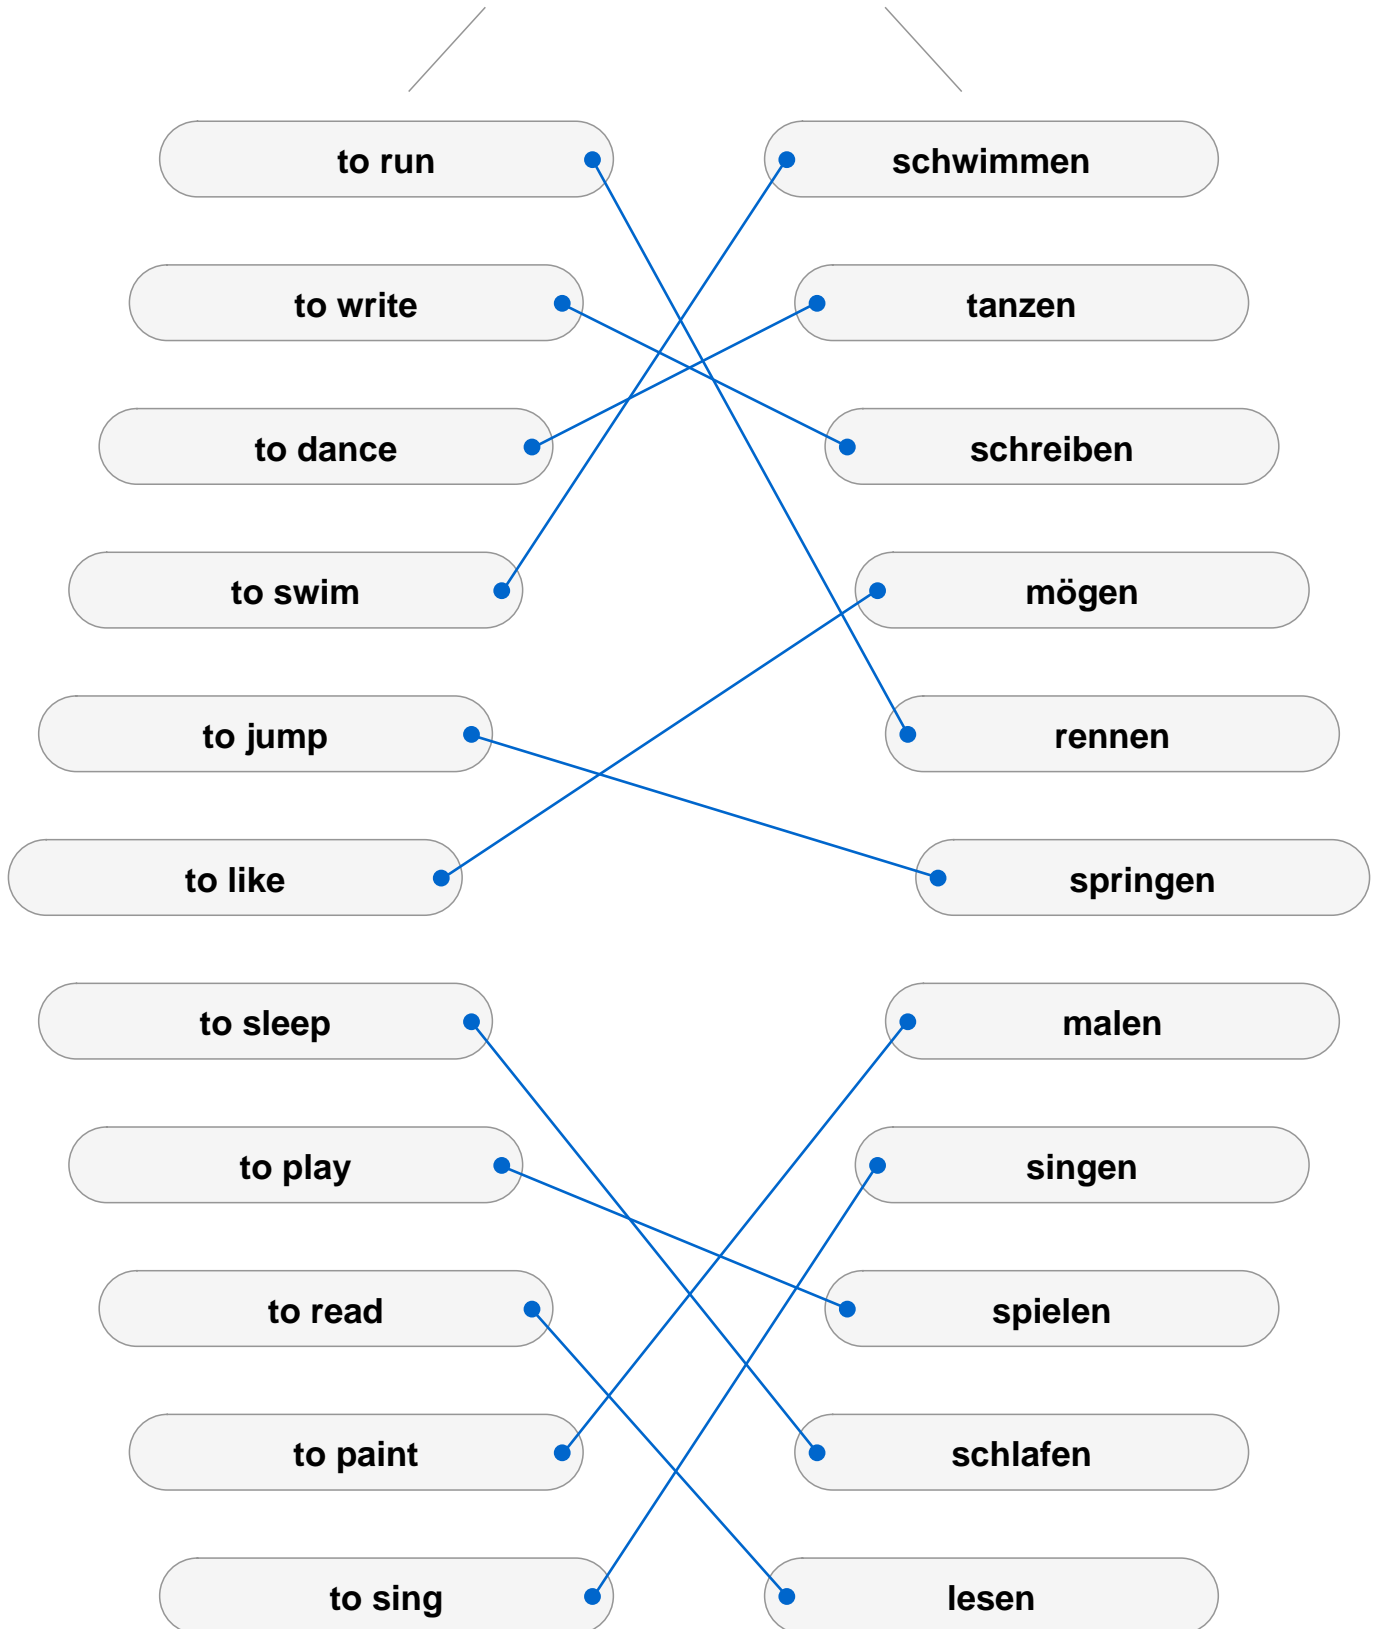 to run
schwimmen
to write
tanzen
to dance
schreiben
to swim
mögen
to jump
rennen
to like
springen
to sleep
malen
to play
singen
to read
spielen
to paint
schlafen
to sing
lesen